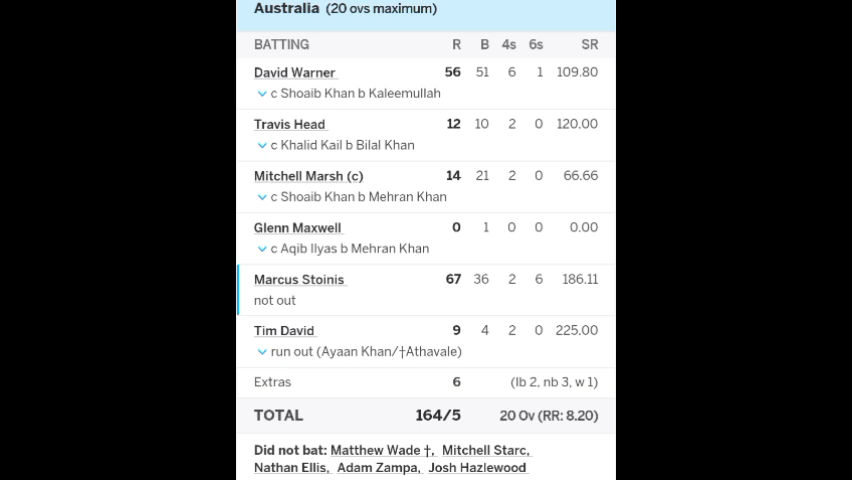 Australia (20 ovs maximum)
BATTING R B 4s 6s SR
David Warner 56 51 6 1 109.80
c Shoaib Khan b Kaleemullah
Travis Head 12 10 2 0 120.00
c Khalid Kail b Bilal Khan
Mitchell Marsh (c) 14 21 2 0 66.66
c Shoaib Khan b Mehran Khan
Glenn Maxwell 0 1 0 0 0.00
c Aqib Ilyas b Mehran Khan
Marcus Stoinis 67 36 2 6 186.11
not out
Tim David 9 4 2 0 225.00
run out (Ayaan Khan/†Athavale)
Extras 6 (lb 2, nb 3, w 1)
TOTAL 164/5 20 Ov (RR: 8.20)
Did not bat: Matthew Wade †, Mitchell Starc,
Nathan Ellis, Adam Zampa, Josh Hazlewood